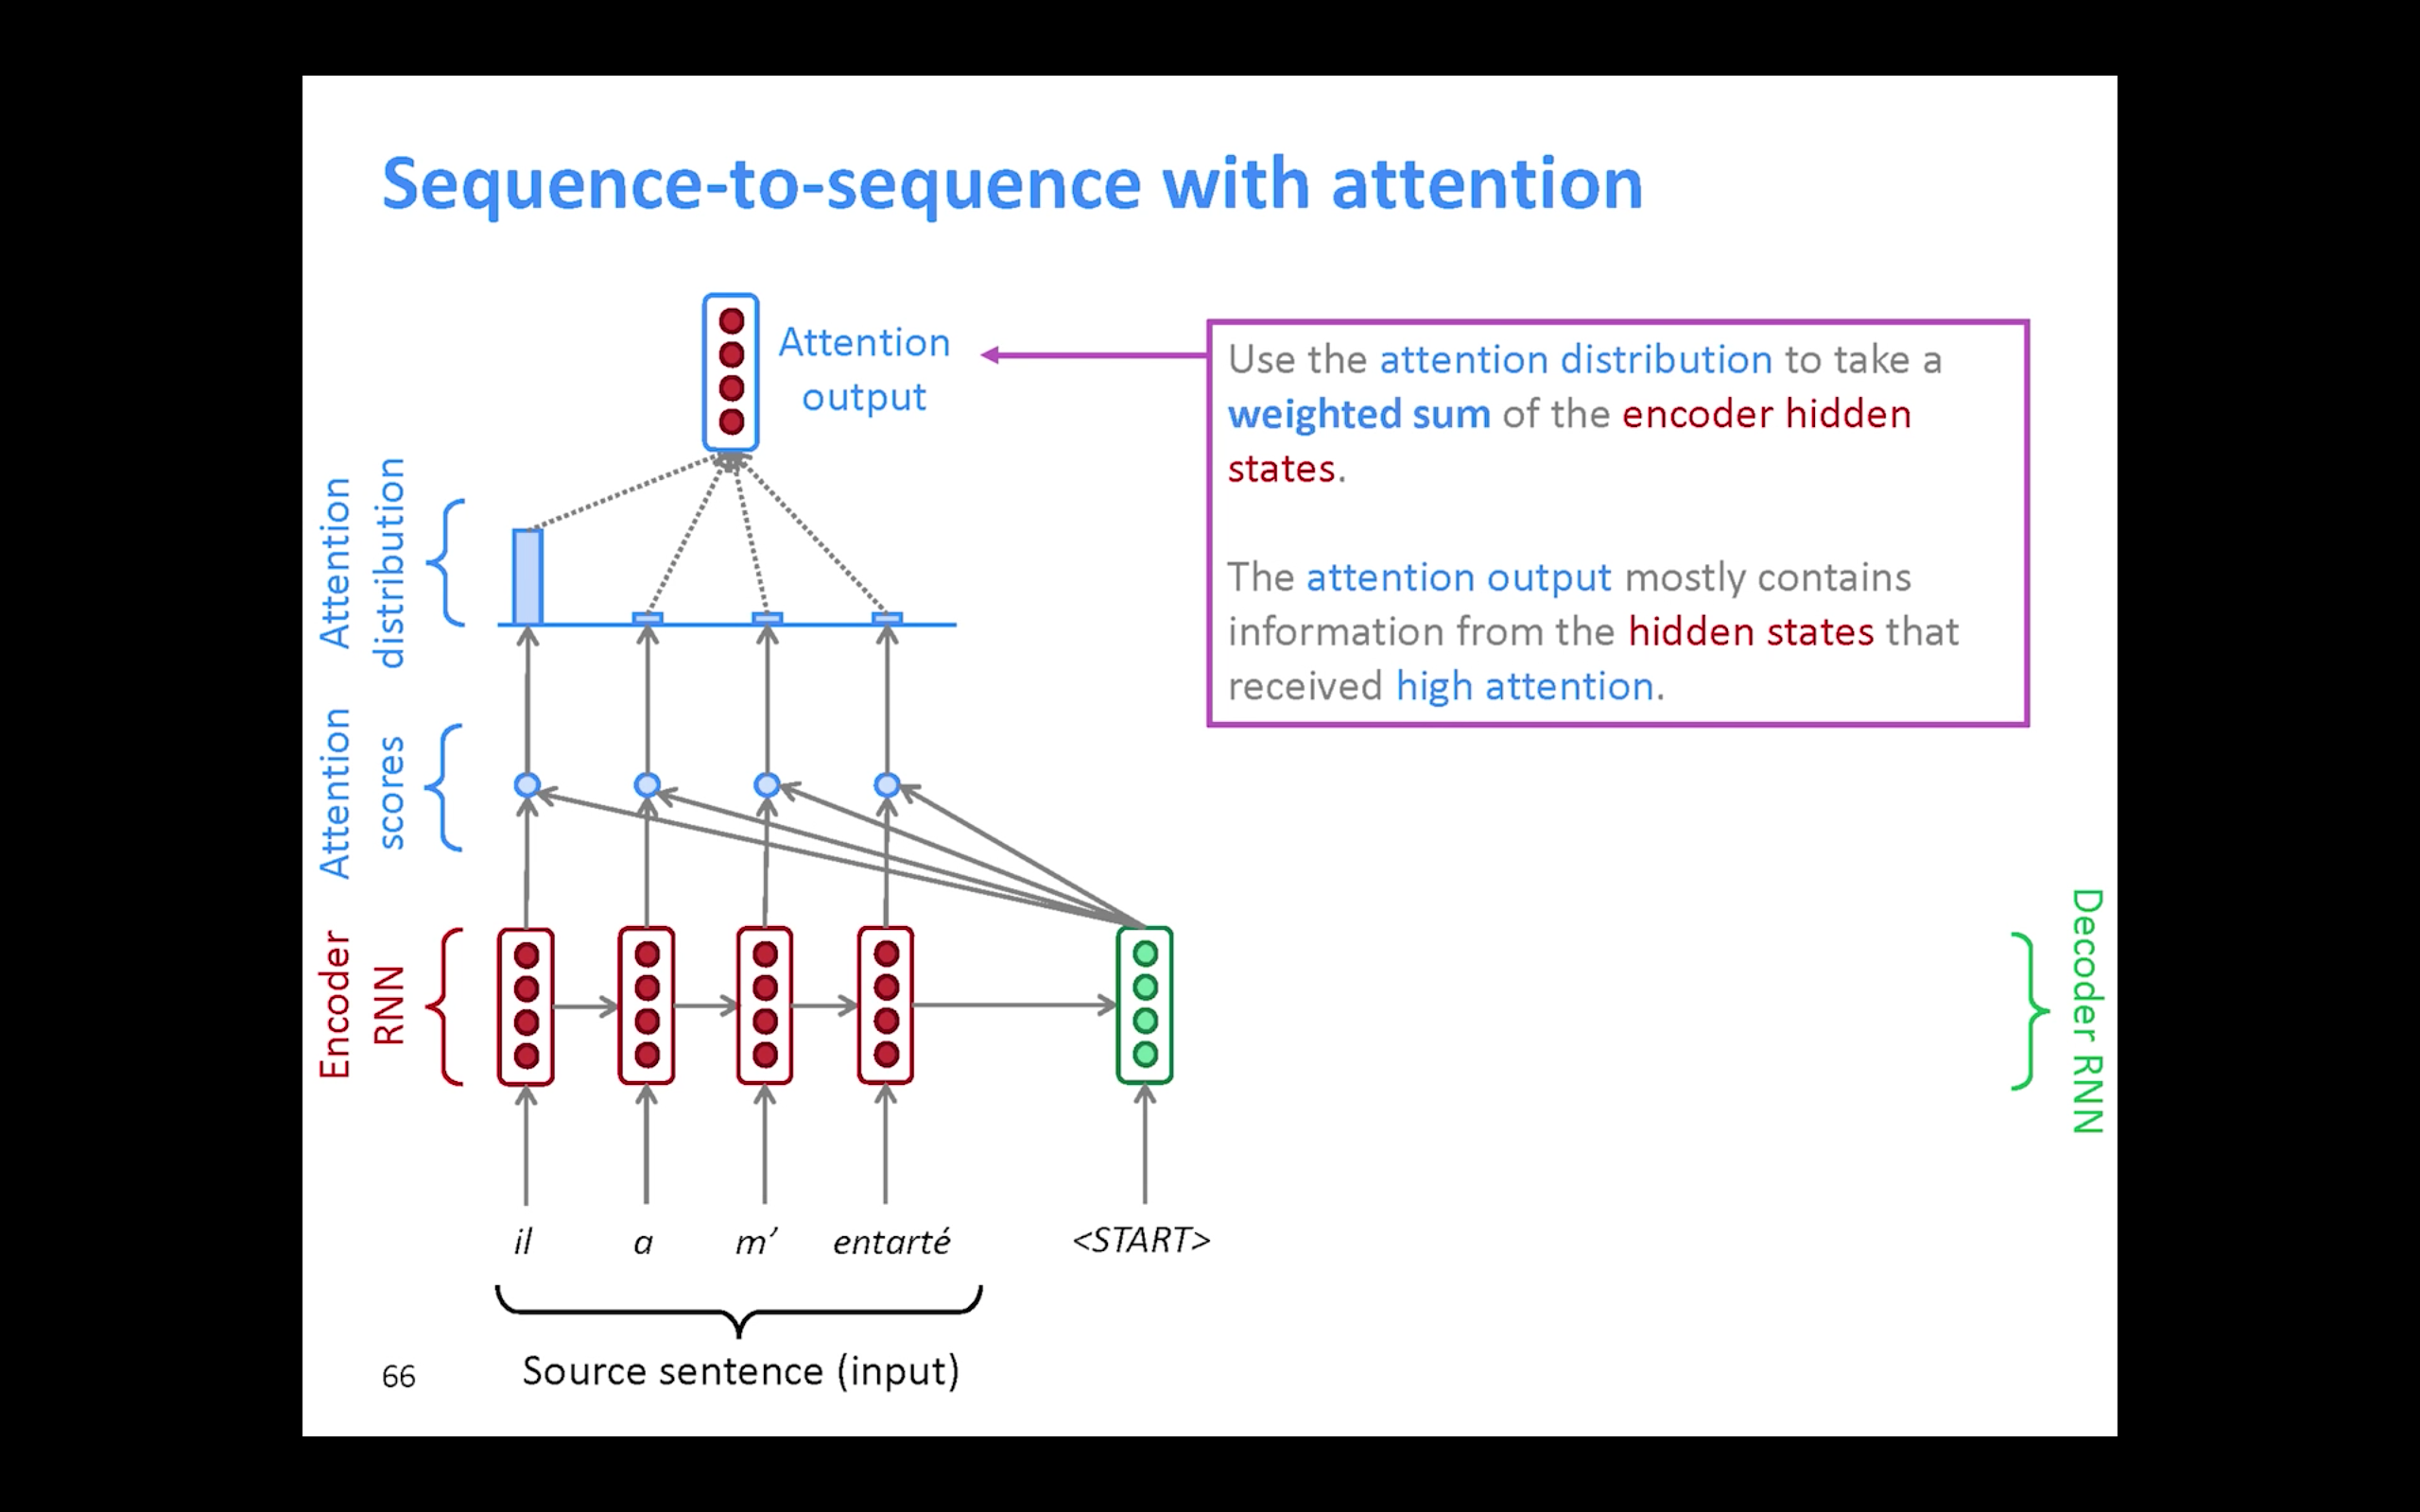 Sequence-to-sequence with attention
Attention
output
Use the attention distribution to take a
weighted sum of the encoder hidden
states.
The attention output mostly contains
information from the hidden states that
received high attention.
Attention
distribution
Attention
scores
Encoder
RNN
Decoder RNN
il a m’ entarté <START>
Source sentence (input)
66